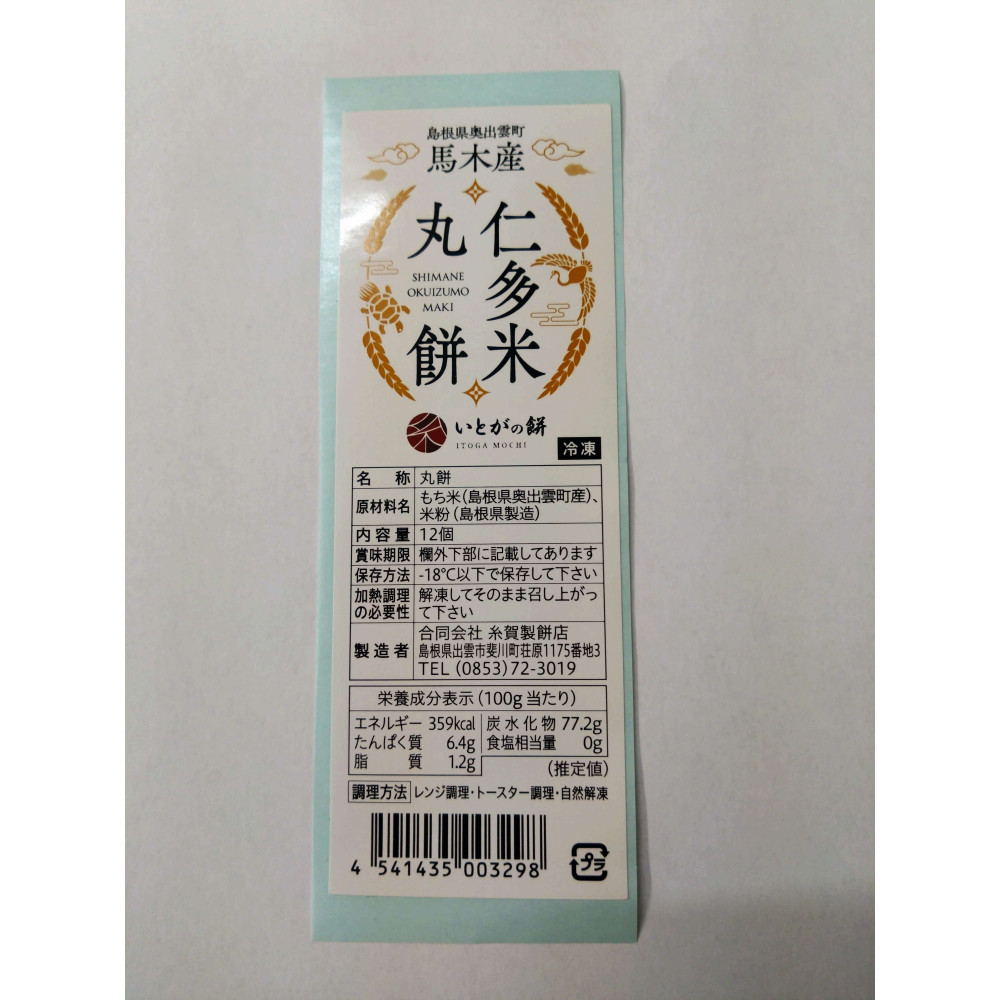 島根県奥出雲町
馬木産
仁多米
丸餅
SHIMANE
OKUIZUMO
MAKI
いとがの餅
ITOGA MOCHI
冷凍
名称 丸餅
原材料名 もち米(島根県奥出雲町産)、
米粉(島根県製造)
内容量 12個
賞味期限 欄外下部に記載してあります
保存方法 -18℃以下で保存して下さい
加熱調理の必要性 解凍してそのまま召し上がっ
て下さい
製造者 合同会社 糸賀製餅店
島根県出雲市斐川町荘原1175番地3
TEL (0853)72-3019
栄養成分表示(100g当たり)
エネルギー 359kcal 炭水化物 77.2g
たんぱく質 6.4g 食塩相当量 0g
脂質 1.2g (推定値)
調理方法 レンジ調理・トースター調理・自然解凍
4 541435 003298
プラ